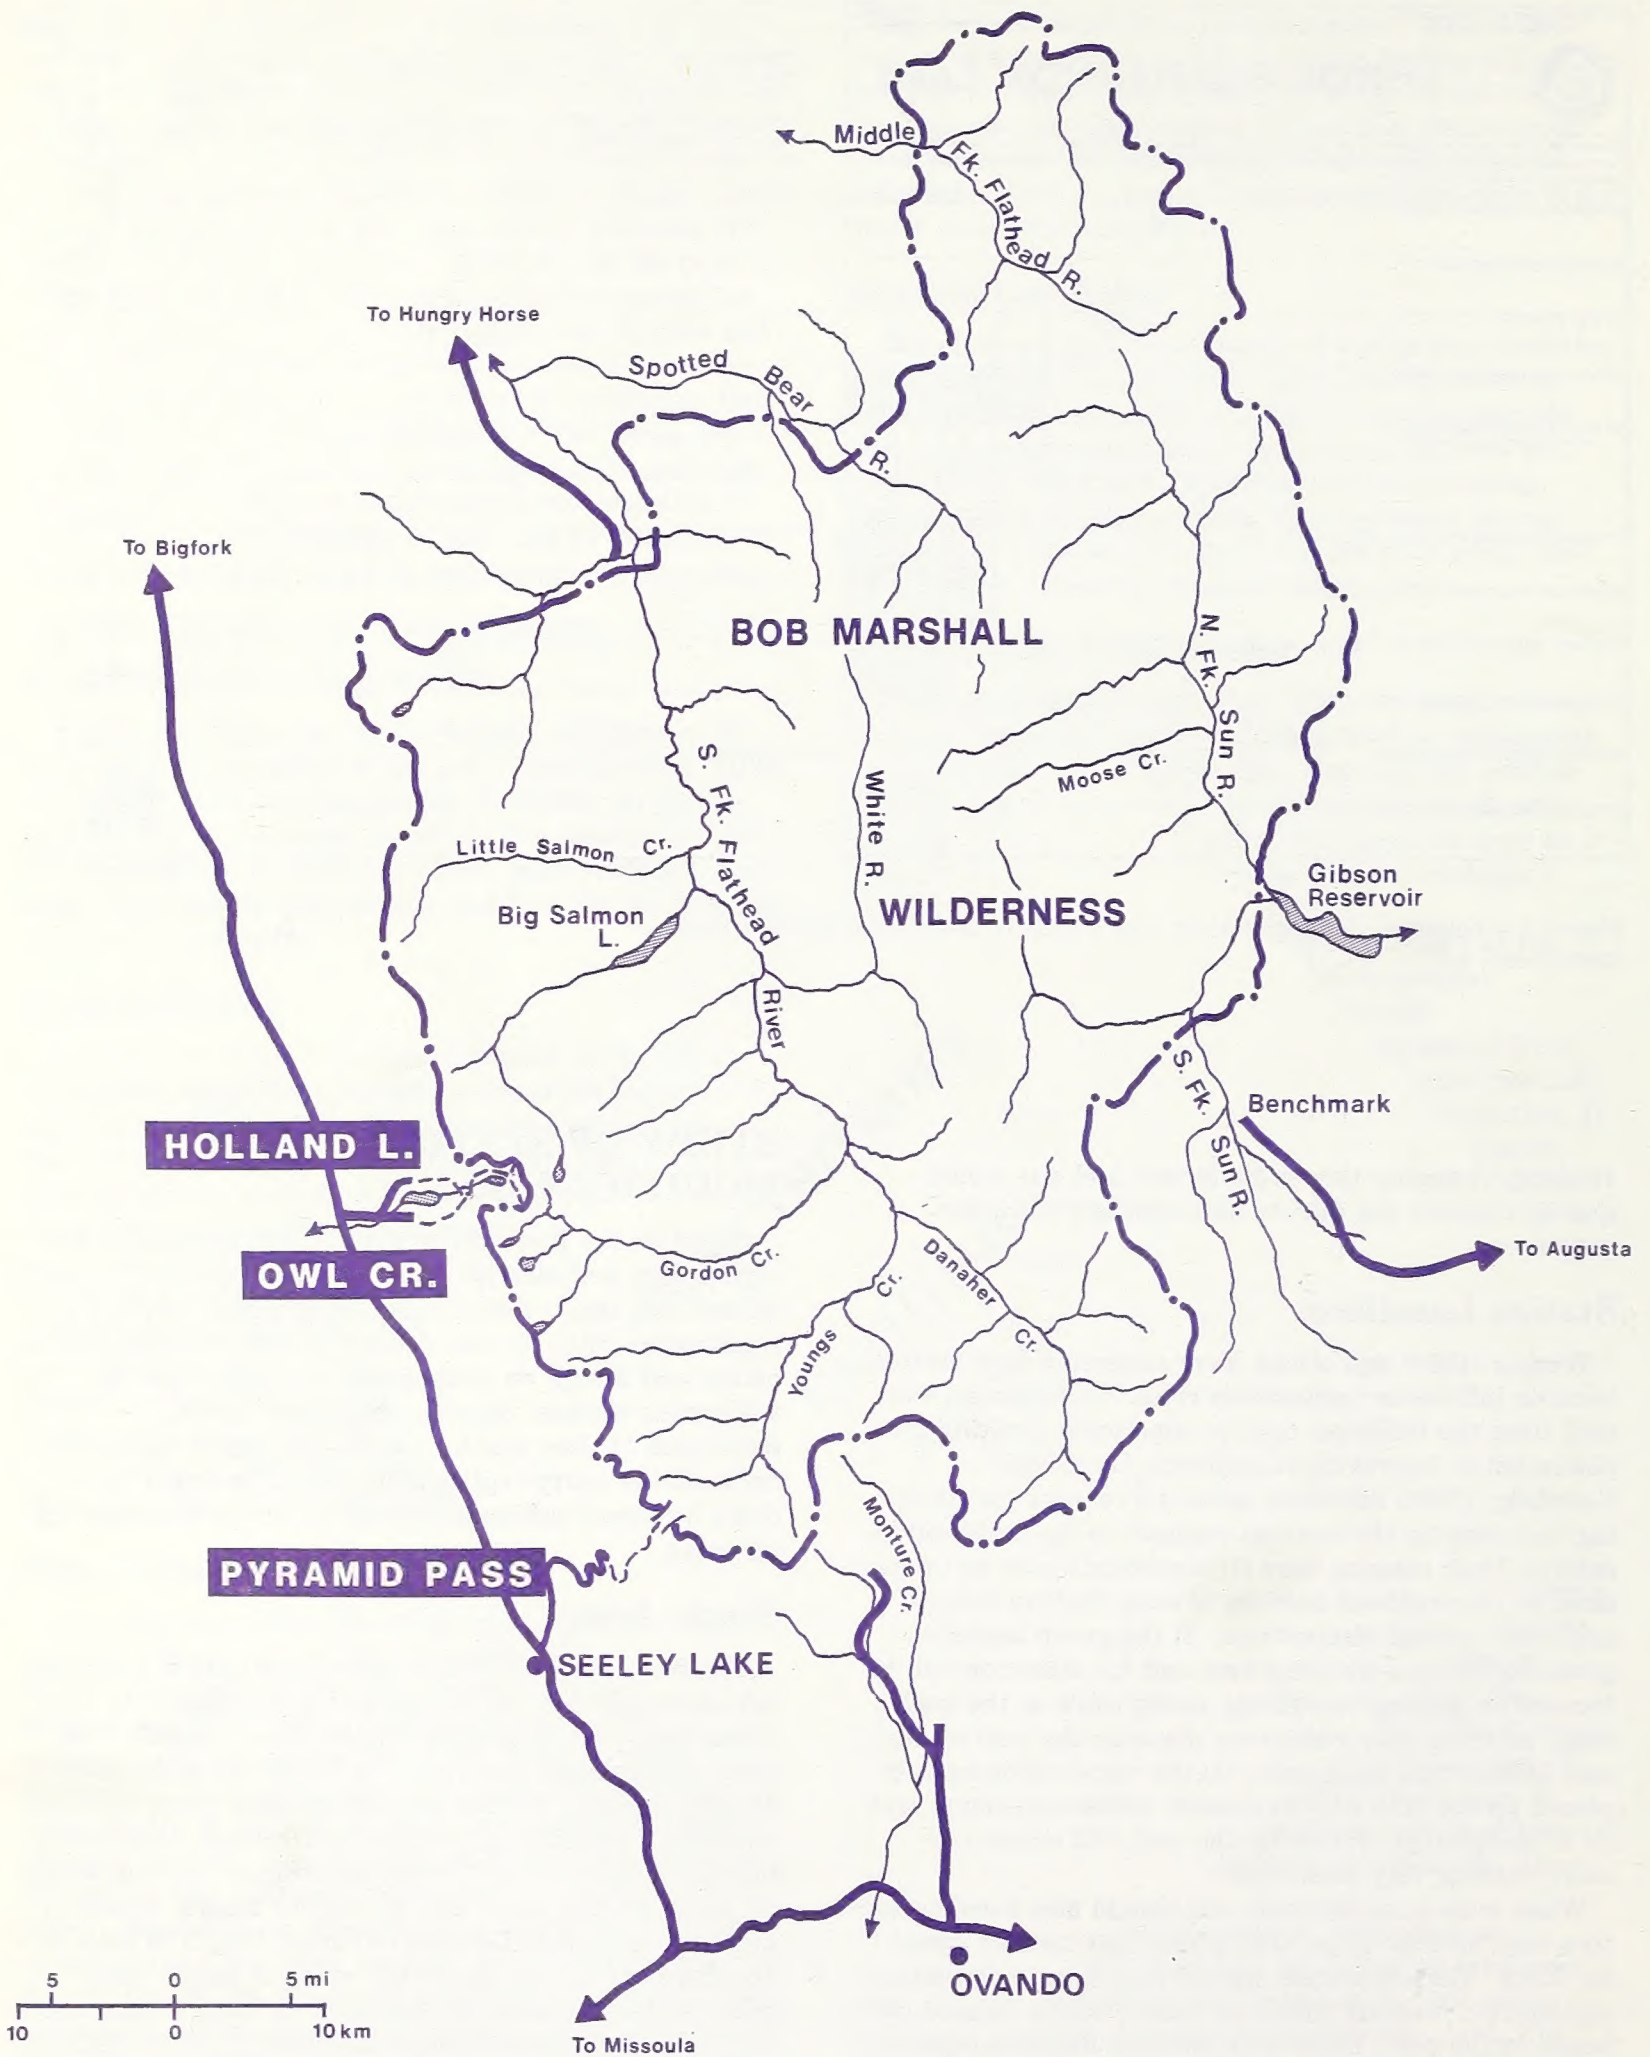 Middle
Fk. Flathead R.
To Hungry Horse
Spotted Bear R.
To Bigfork
BOB MARSHALL
N. Fk. Sun R.
S. Fk. Flathead River
White R.
Moose Cr.
Little Salmon Cr.
Gibson
Reservoir
Big Salmon
L.
WILDERNESS
S. Fk. Sun R.
Benchmark
HOLLAND L.
To Augusta
Gordon Cr.
Danaher Cr.
OWL CR.
Youngs Cr.
Monture Cr.
PYRAMID PASS
SEELEY LAKE
OVANDO
5 0 5 mi
10 0 10 km
To Missoula